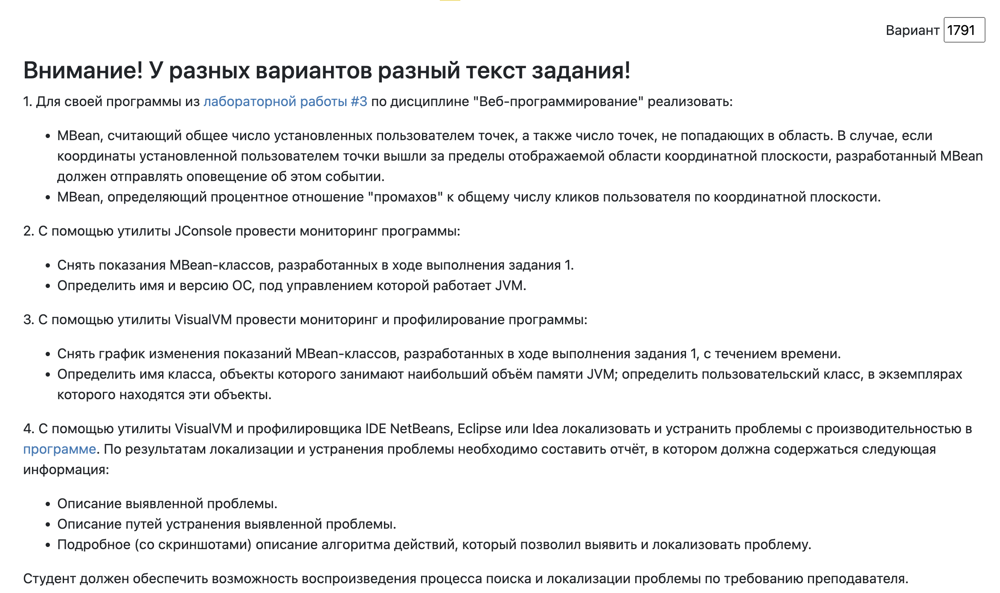 Вариант 1791
Внимание! У разных вариантов разный текст задания!
1. Для своей программы из лабораторной работы #3 по дисциплине "Веб-программирование" реализовать:
• MBean, считающий общее число установленных пользователем точек, а также число точек, не попадающих в область. В случае, если
координаты установленной пользователем точки вышли за пределы отображаемой области координатной плоскости, разработанный MBean
должен отправлять оповещение об этом событии.
• MBean, определяющий процентное отношение "промахов" к общему числу кликов пользователя по координатной плоскости.
2. С помощью утилиты JConsole провести мониторинг программы:
• Снять показания MBean-классов, разработанных в ходе выполнения задания 1.
• Определить имя и версию ОС, под управлением которой работает JVM.
3. С помощью утилиты VisualVM провести мониторинг и профилирование программы:
• Снять график изменения показаний MBean-классов, разработанных в ходе выполнения задания 1, с течением времени.
• Определить имя класса, объекты которого занимают наибольший объём памяти JVM; определить пользовательский класс, в экземплярах
которого находятся эти объекты.
4. С помощью утилиты VisualVM и профилировщика IDE NetBeans, Eclipse или Idea локализовать и устранить проблемы с производительностью в
программе. По результатам локализации и устранения проблемы необходимо составить отчёт, в котором должна содержаться следующая
информация:
• Описание выявленной проблемы.
• Описание путей устранения выявленной проблемы.
• Подробное (со скриншотами) описание алгоритма действий, который позволил выявить и локализовать проблему.
Студент должен обеспечить возможность воспроизведения процесса поиска и локализации проблемы по требованию преподавателя.